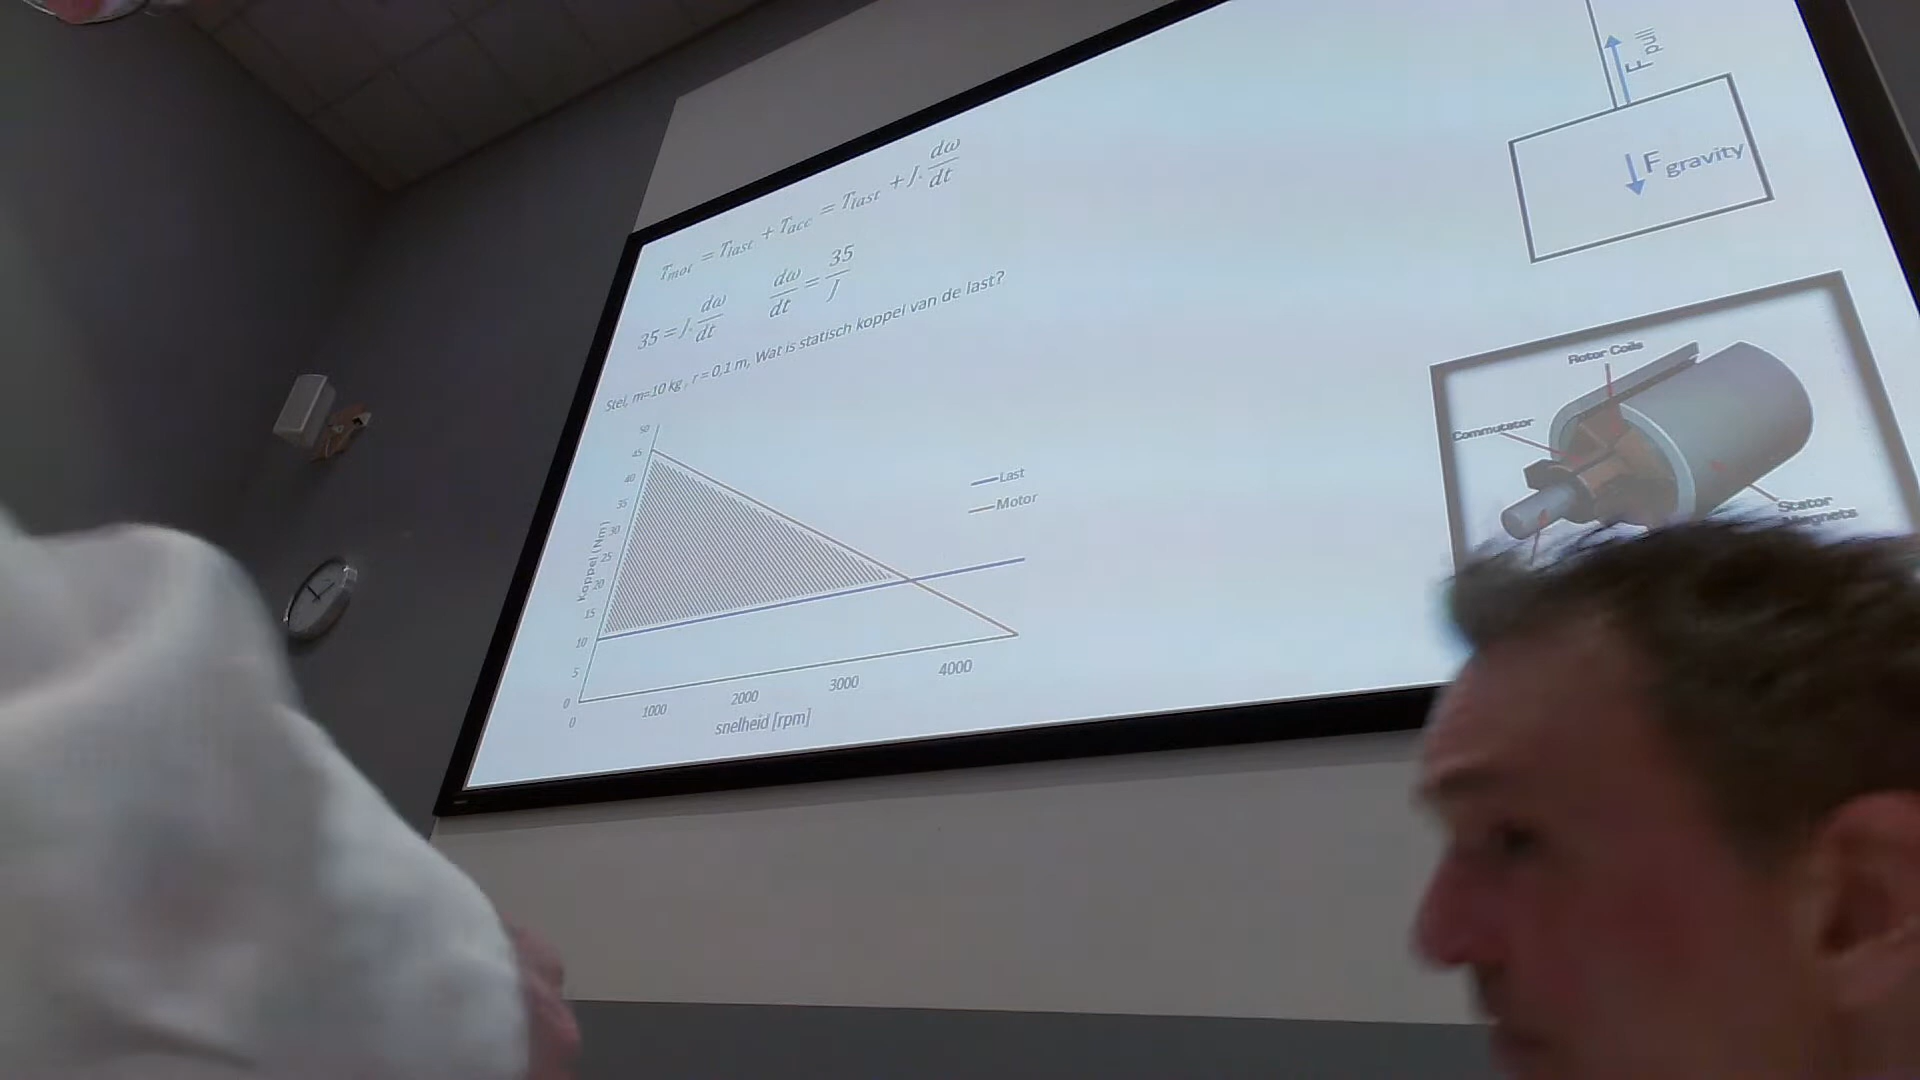 T_mot = T_last + T_acc = T_last + J. dω/dt
35 = J. dω/dt    dω/dt = 35/J
Stel, m=10 kg , r = 0,1 m, Wat is statisch koppel van de last?
50
45
40
35
30
25
20
15
10
5
0
Koppel (Nm)
0 1000 2000 3000 4000
snelheid [rpm]
Last
Motor
F pull
F gravity
Rotor Coils
Commutator
Stator
Magnets